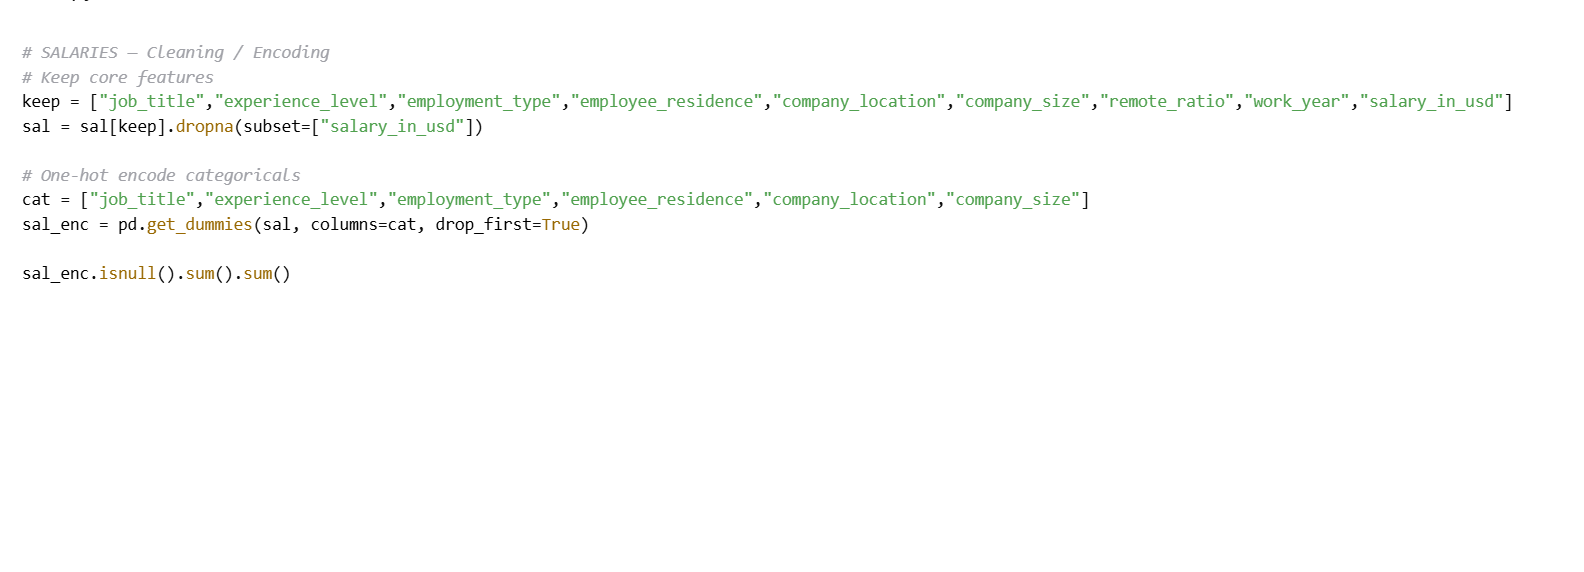 # SALARIES — Cleaning / Encoding
# Keep core features
keep = ["job_title","experience_level","employment_type","employee_residence","company_location","company_size","remote_ratio","work_year","salary_in_usd"]
sal = sal[keep].dropna(subset=["salary_in_usd"])
# One-hot encode categoricals
cat = ["job_title","experience_level","employment_type","employee_residence","company_location","company_size"]
sal_enc = pd.get_dummies(sal, columns=cat, drop_first=True)
sal_enc.isnull().sum().sum()